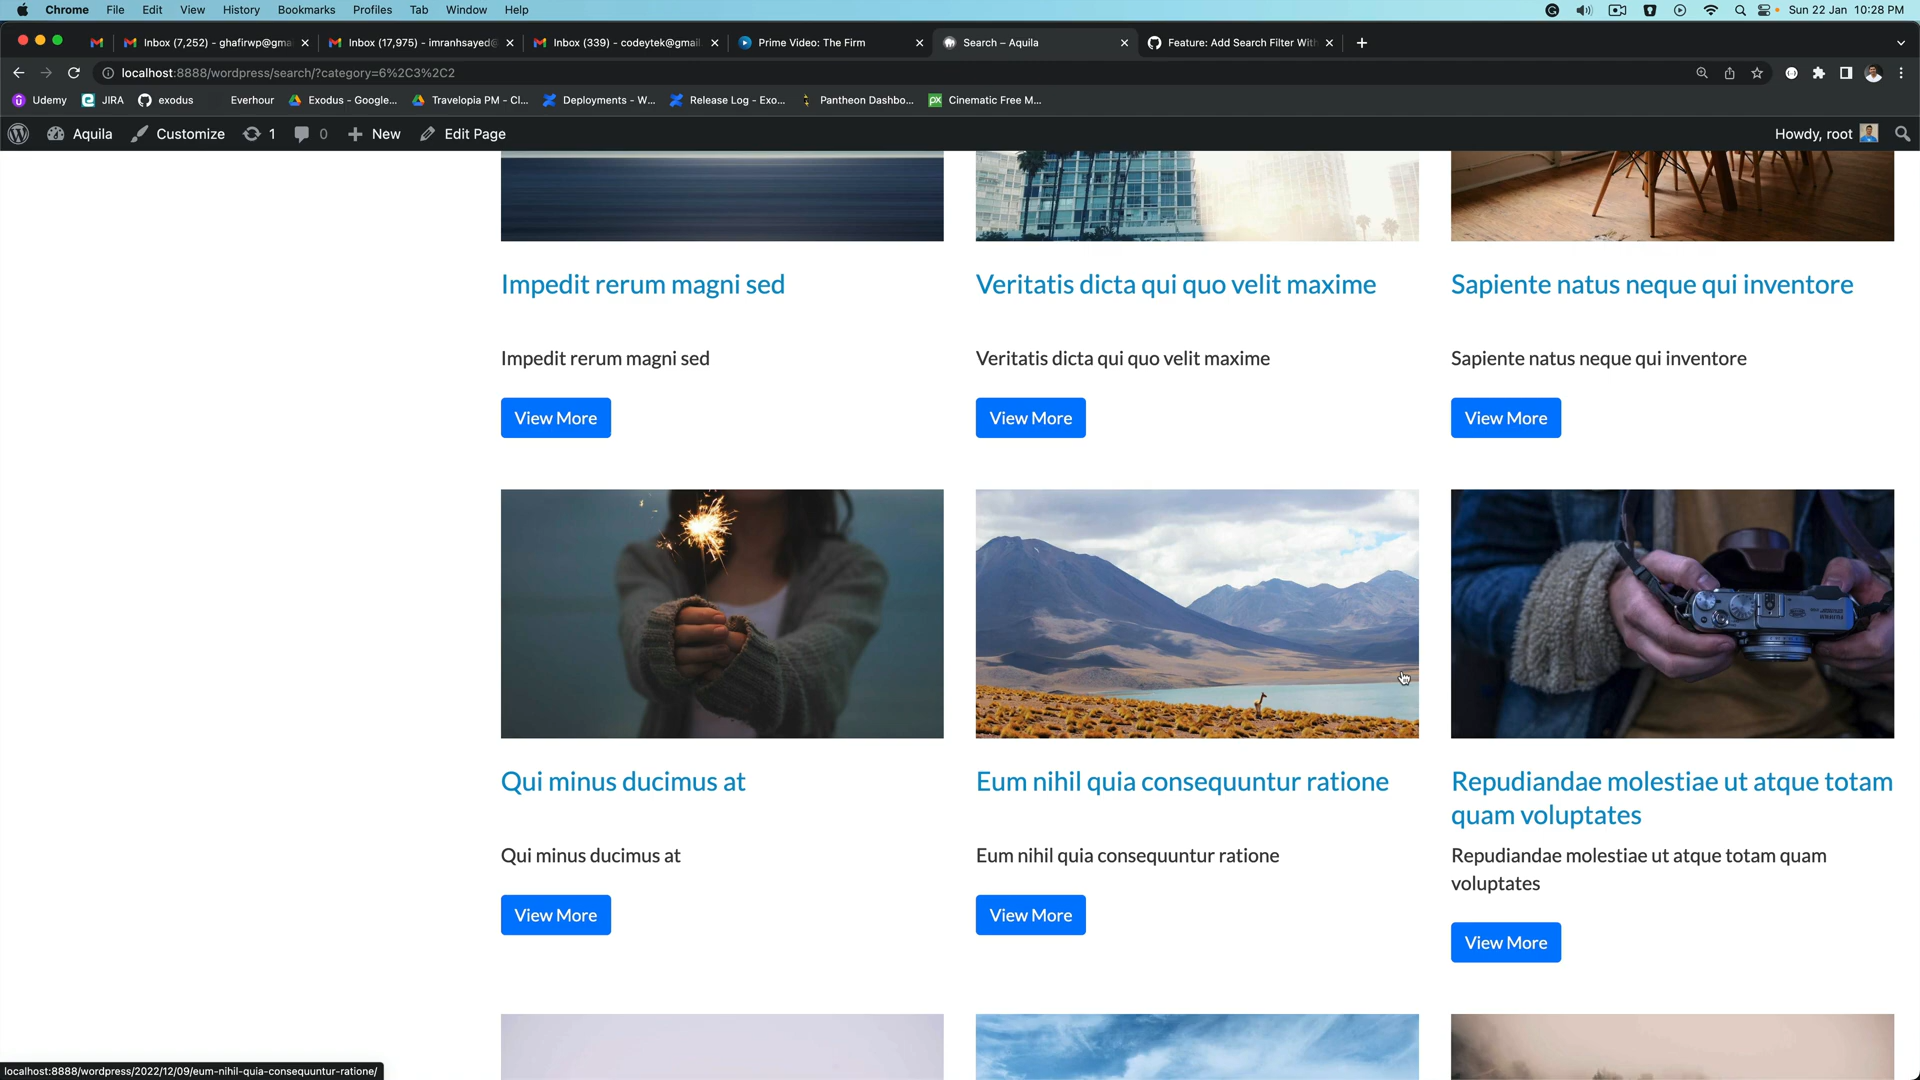 Chrome File Edit View History Bookmarks Profiles Tab Window Help Sun 22 Jan 10:28 PM
Inbox (7,252) - ghafirwp@gma Inbox (17,975) - imranhsayed@ Inbox (339) - codeytek@gmail Prime Video: The Firm Search – Aquila Feature: Add Search Filter With
localhost:8888/wordpress/search/?category=6%2C3%2C2
Udemy JIRA exodus Everhour Exodus - Google... Travelopia PM - Cl... Deployments - W... Release Log - Exo... Pantheon Dashbo... Cinematic Free M...
Aquila Customize 1 0 New Edit Page Howdy, root
Impedit rerum magni sed
Veritatis dicta qui quo velit maxime
Sapiente natus neque qui inventore
Impedit rerum magni sed
Veritatis dicta qui quo velit maxime
Sapiente natus neque qui inventore
View More
View More
View More
Qui minus ducimus at
Eum nihil quia consequuntur ratione
Repudiandae molestiae ut atque totam
quam voluptates
Qui minus ducimus at
Eum nihil quia consequuntur ratione
Repudiandae molestiae ut atque totam quam
voluptates
View More
View More
View More
localhost:8888/wordpress/2022/12/09/eum-nihil-quia-consequuntur-ratione/